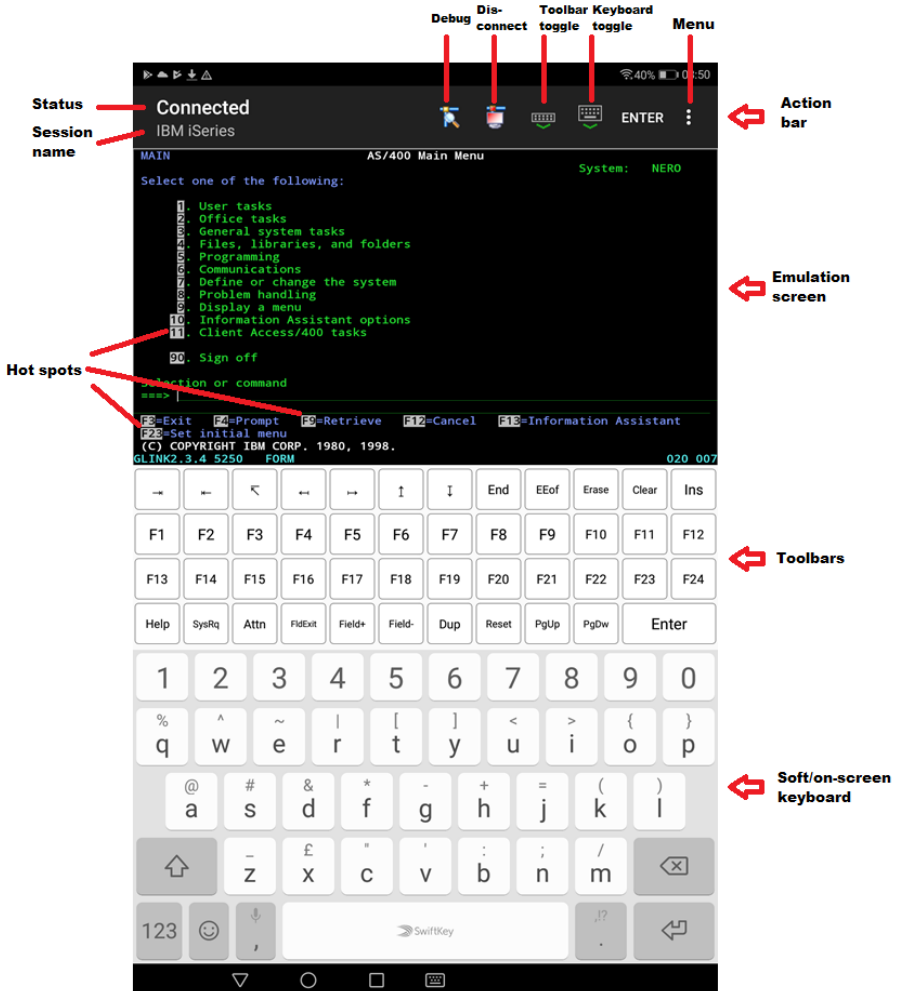 Debug
Dis-
connect
Toolbar
toggle
Keyboard
toggle
Menu
40%
:50
Status
Connected
ENTER
Action
bar
Session
name
IBM iSeries
MAIN AS/400 Main Menu
System: NERO
Select one of the following:
1. User tasks
2. Office tasks
3. General system tasks
4. Files, libraries, and folders
5. Programming
6. Communications
7. Define or change the system
8. Problem handling
9. Display a menu
10. Information Assistant options
11. Client Access/400 tasks
90. Sign off
Emulation
screen
Hot spots
Selection or command
===>
F3=Exit F4=Prompt F9=Retrieve F12=Cancel F13=Information Assistant
F23=Set initial menu
(C) COPYRIGHT IBM CORP. 1980, 1998.
GLINK2.3.4 5250 FORM 020 007
⇥ ⇤ ↸ ↤ ↦ ↥ ↧ End EEof Erase Clear Ins
F1 F2 F3 F4 F5 F6 F7 F8 F9 F10 F11 F12
Toolbars
F13 F14 F15 F16 F17 F18 F19 F20 F21 F22 F23 F24
Help SysRq Attn FldExit Field+ Field- Dup Reset PgUp PgDw Enter
1 2 3 4 5 6 7 8 9 0
% ^ ~ | [ ] < > { }
q w e r t y u i o p
@ # & * - + = ( )
a s d f g h j k l
Soft/on-screen
keyboard
_ £ " ' : ; /
z x c v b n m
123 , SwiftKey ,!? .